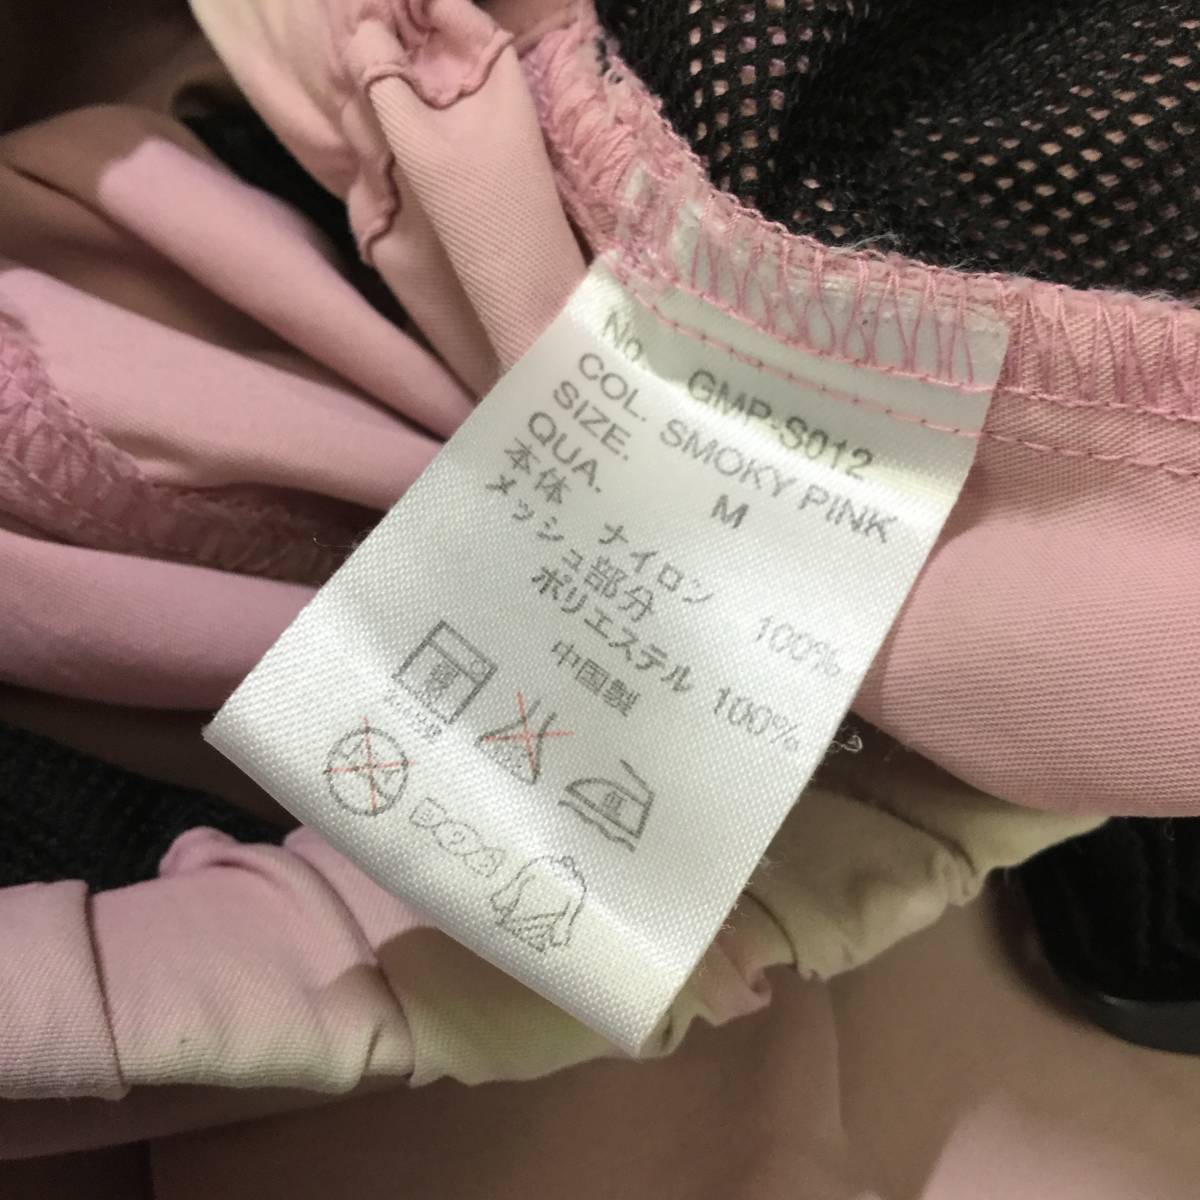 No. GMP-S012
COL. SMOKY PINK
SIZE. M
QUA.
本体 ナイロン 100%
メッシュ部分
ポリエステル 100%
中国製